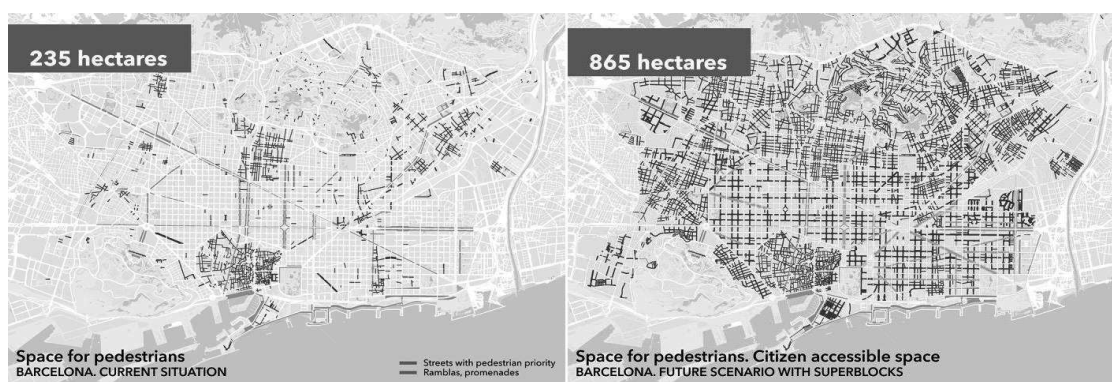 235 hectares
Space for pedestrians
BARCELONA. CURRENT SITUATION
Streets with pedestrian priority
Ramblas, promenades
865 hectares
Space for pedestrians. Citizen accessible space
BARCELONA. FUTURE SCENARIO WITH SUPERBLOCKS